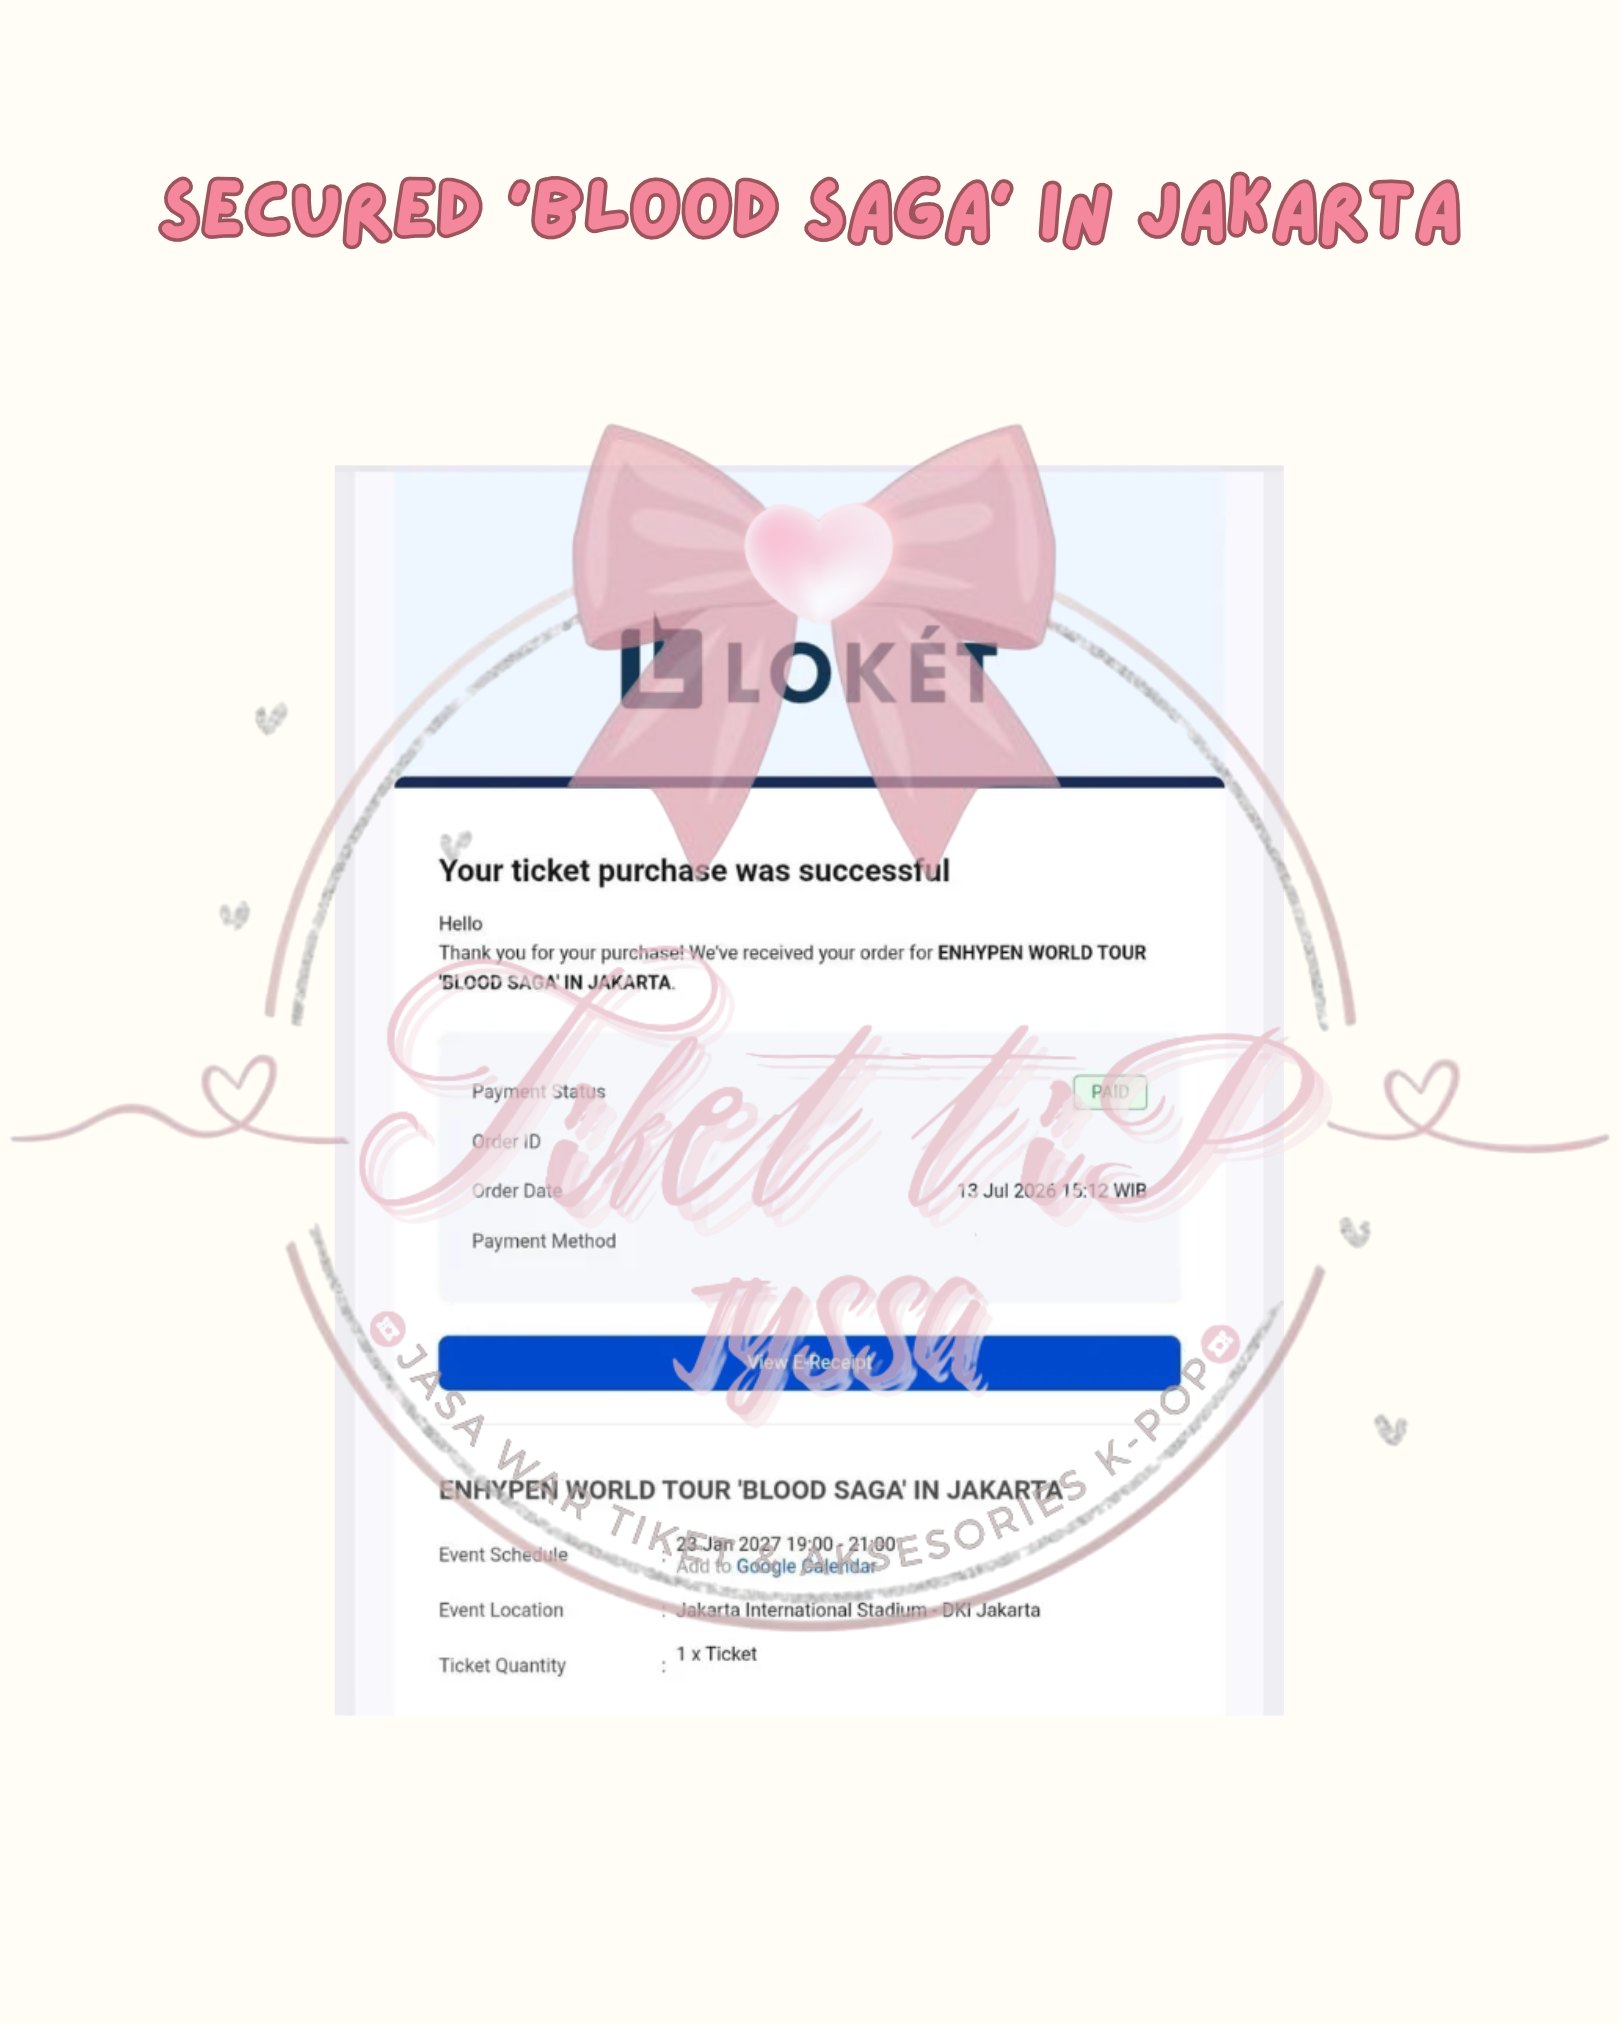 SECURED 'BLOOD SAGA' IN JAKARTA
LOKÉT
Your ticket purchase was successful
Hello
Thank you for your purchase! We've received your order for ENHYPEN WORLD TOUR
'BLOOD SAGA' IN JAKARTA.
Tiket tiP
Payment Status PAID
Order ID
Order Date 13 Jul 2026 15:12 WIB
Payment Method
Tyssa
View E-Receipt
JASA WAR TIKET & AKSESORIES K-POP
ENHYPEN WORLD TOUR 'BLOOD SAGA' IN JAKARTA
Event Schedule : 23 Jan 2027 19:00 - 21:00
Add to Google Calendar
Event Location : Jakarta International Stadium - DKI Jakarta
Ticket Quantity : 1 x Ticket